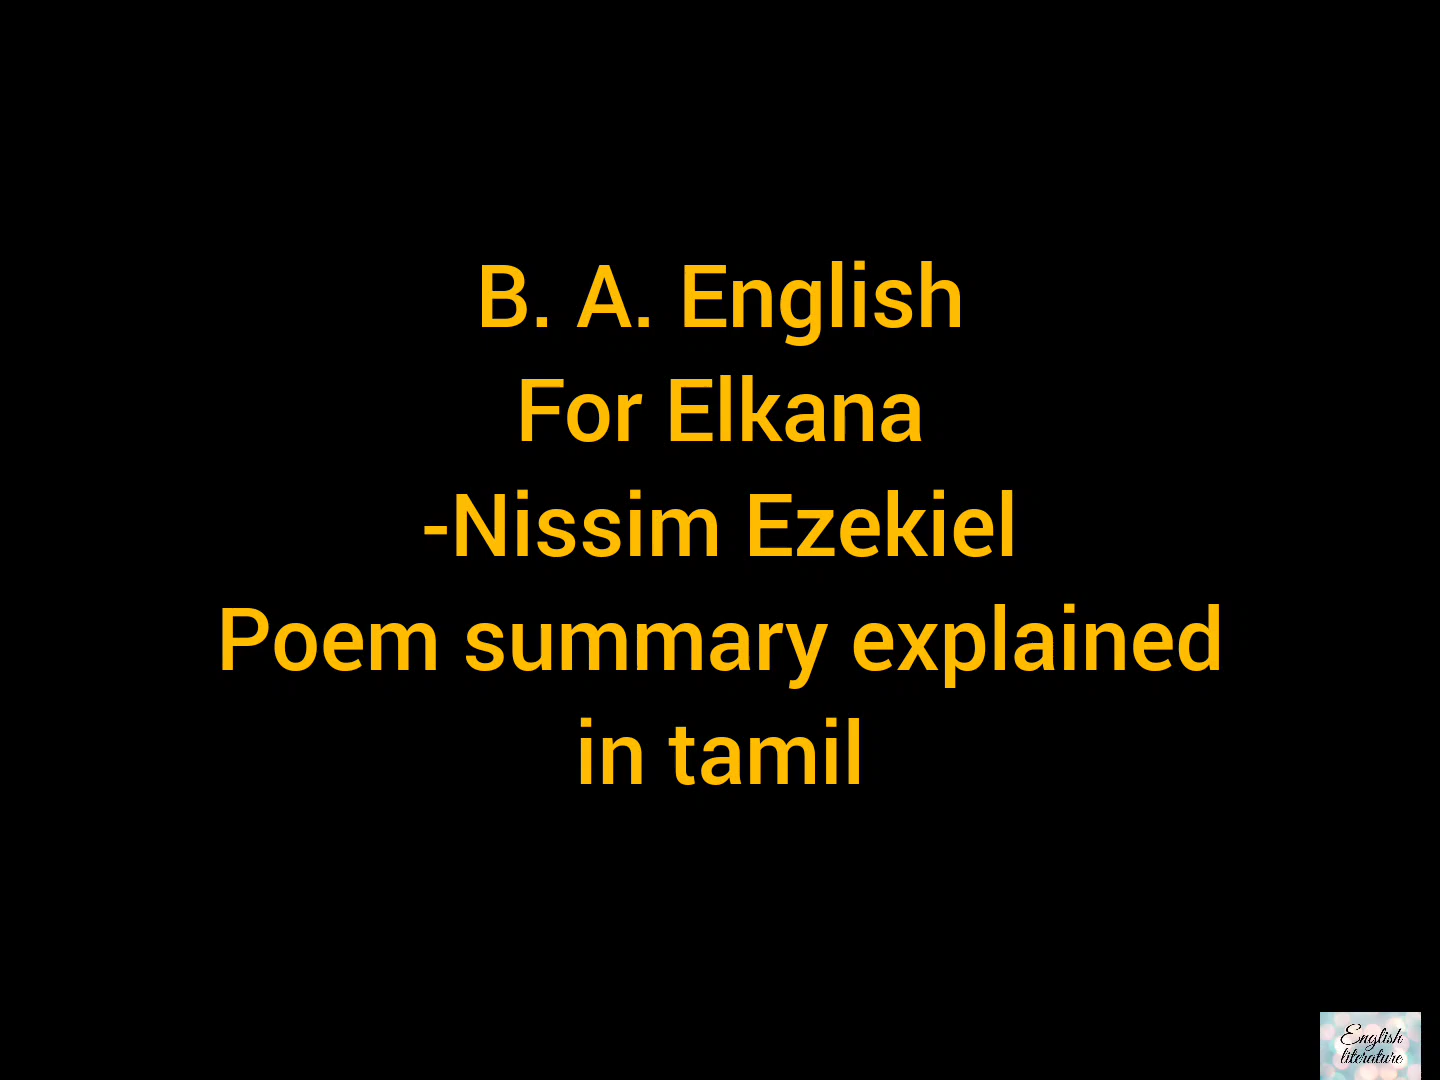 B. A. English
For Elkana
-Nissim Ezekiel
Poem summary explained
in tamil
English
literature